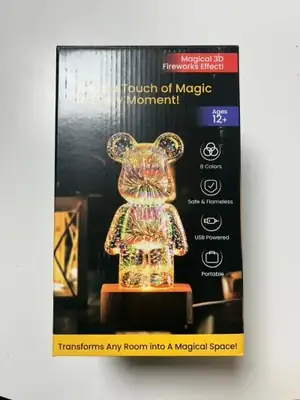 Magical 3D
Fireworks Effect!
Touch of Magic
Moment!
Ages
12+
8 Colors
Safe & Flameless
USB Powered
Portable
Transforms Any Room into A Magical Space!